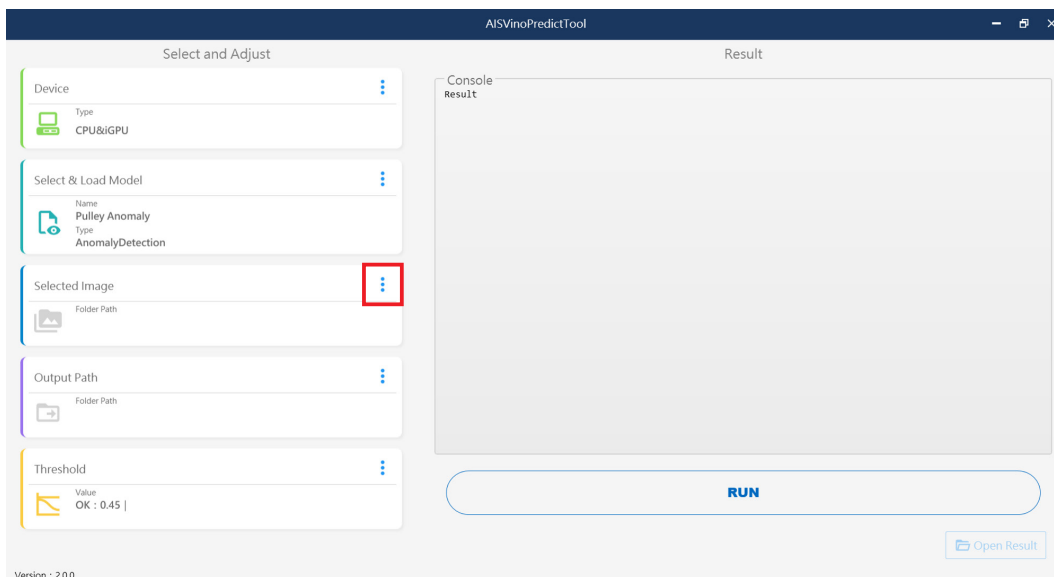 AISVinoPredictTool
Select and Adjust
Device
Type
CPU&iGPU
Select & Load Model
Name
Pulley Anomaly
Type
AnomalyDetection
Selected Image
Folder Path
Output Path
Folder Path
Threshold
Value
OK : 0.45 |
Version : 2.0.0
Result
Console
Result
RUN
Open Result